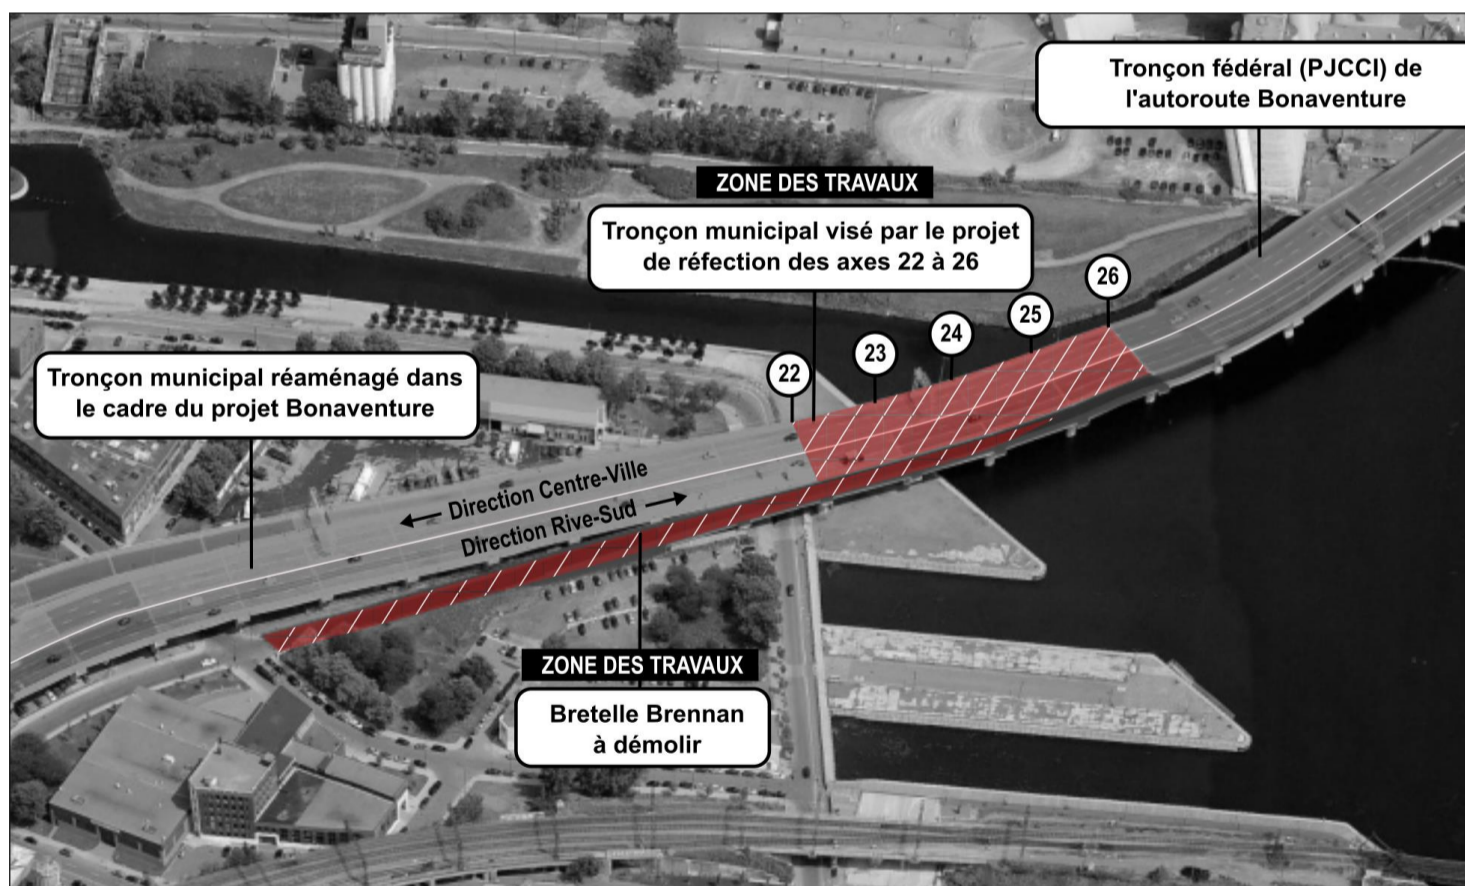 Tronçon fédéral (PJCCI) de
l'autoroute Bonaventure
ZONE DES TRAVAUX
Tronçon municipal visé par le projet
de réfection des axes 22 à 26
26
25
24
23
22
Tronçon municipal réaménagé dans
le cadre du projet Bonaventure
Direction Centre-Ville
Direction Rive-Sud
ZONE DES TRAVAUX
Bretelle Brennan
à démolir